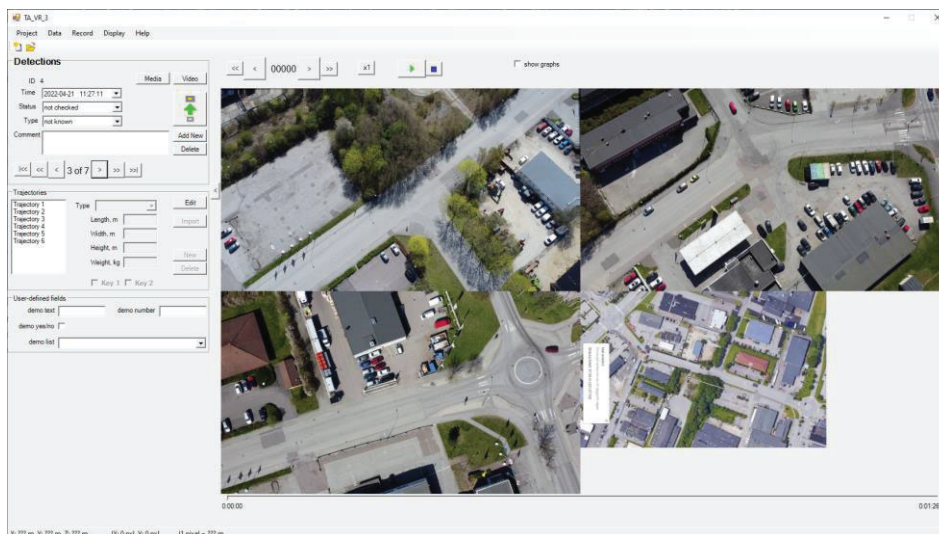 TA_VR_3
Project Data Record Display Help
Detections
ID 4
Media Video
Time 2022-04-21 11:27:11
Status not checked
Type not known
Comment
Add New
Delete
|<< << < 3 of 7 > >> >>|
<< < 00000 > >> x1
show graphs
<
Trajectories
Trajectory 1
Trajectory 2
Trajectory 3
Trajectory 4
Trajectory 5
Trajectory 6
Type
Edit
Length, m
Import
Width, m
Height, m
New
Weight, kg
Delete
Key 1 Key 2
User-defined fields
demo text demo number
demo yes/no
demo list
0:00:00 0:01:26
X: ??? m, Y: ??? m, Z: ??? m